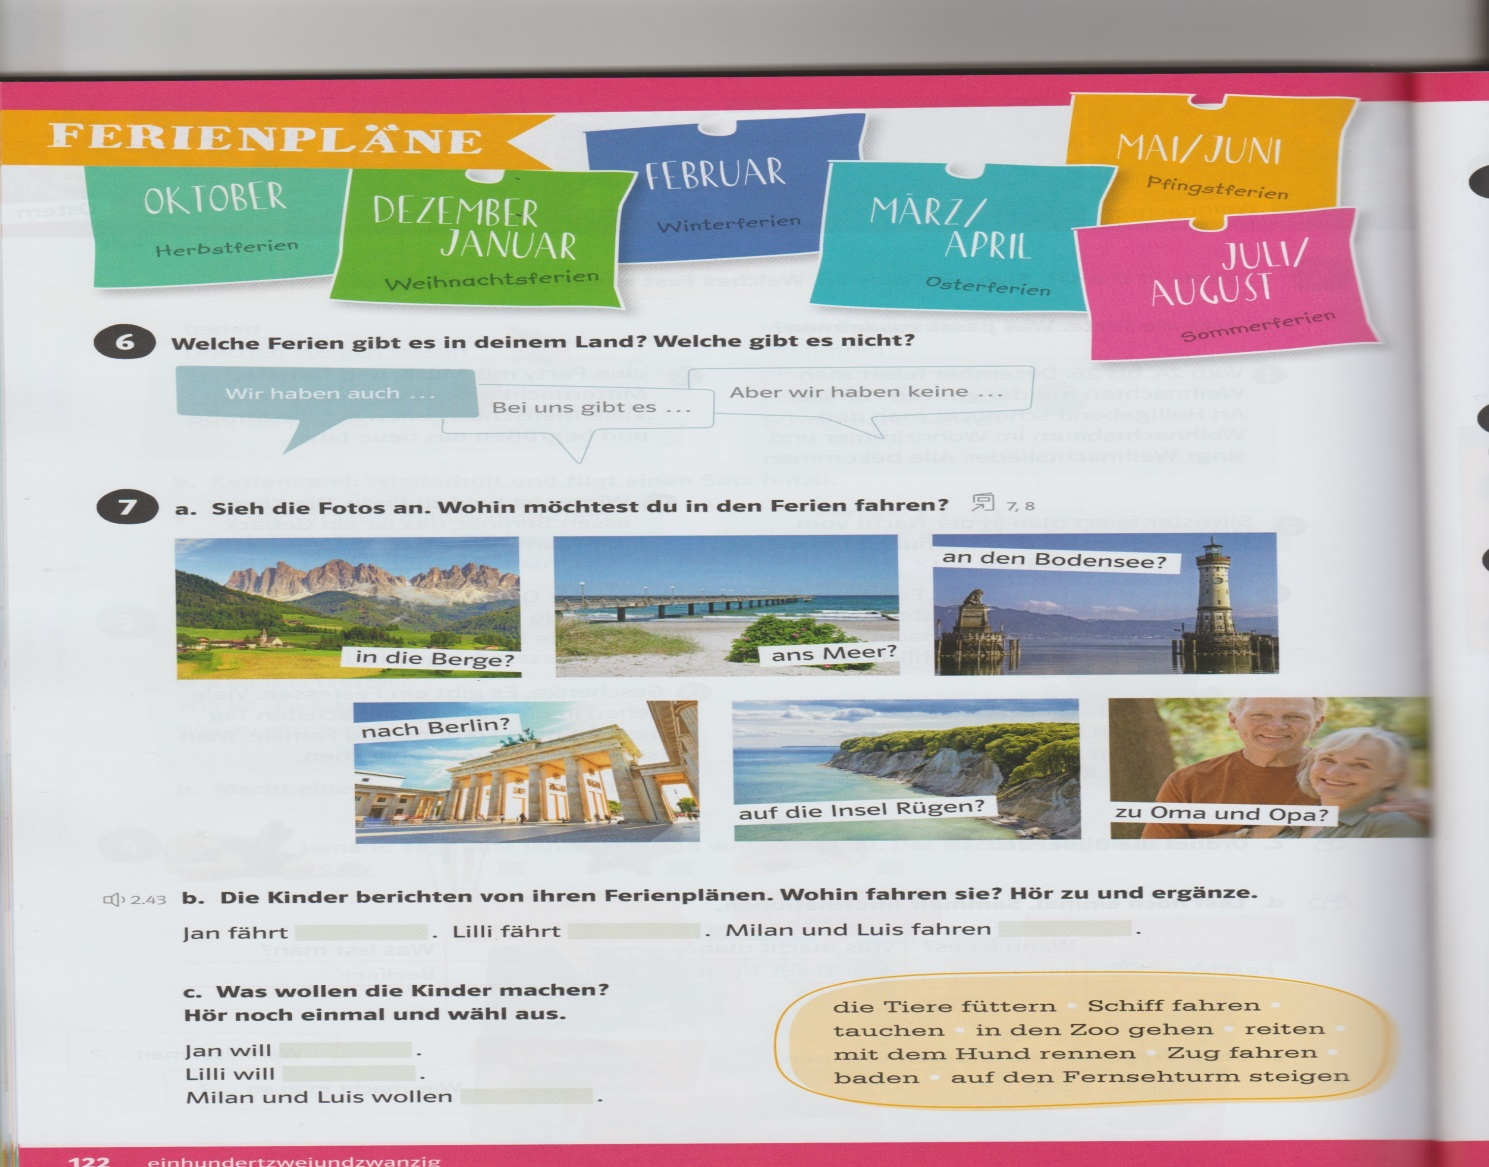 FERIENPLÄNE
OKTOBER
Herbstferien
DEZEMBER
JANUAR
Weihnachtsferien
FEBRUAR
Winterferien
MÄRZ/
APRIL
Osterferien
MAI/JUNI
Pfingstferien
JULI/
AUGUST
Sommerferien
6 Welche Ferien gibt es in deinem Land? Welche gibt es nicht?
Wir haben auch ...
Bei uns gibt es ...
Aber wir haben keine ...
7 a. Sieh die Fotos an. Wohin möchtest du in den Ferien fahren? 7, 8
in die Berge?
ans Meer?
an den Bodensee?
nach Berlin?
auf die Insel Rügen?
zu Oma und Opa?
2.43 b. Die Kinder berichten von ihren Ferienplänen. Wohin fahren sie? Hör zu und ergänze.
Jan fährt . Lilli fährt . Milan und Luis fahren .
c. Was wollen die Kinder machen?
Hör noch einmal und wähl aus.
Jan will .
Lilli will .
Milan und Luis wollen .
die Tiere füttern • Schiff fahren •
tauchen • in den Zoo gehen • reiten •
mit dem Hund rennen • Zug fahren •
baden • auf den Fernsehturm steigen
122 einhundertzweiundzwanzig